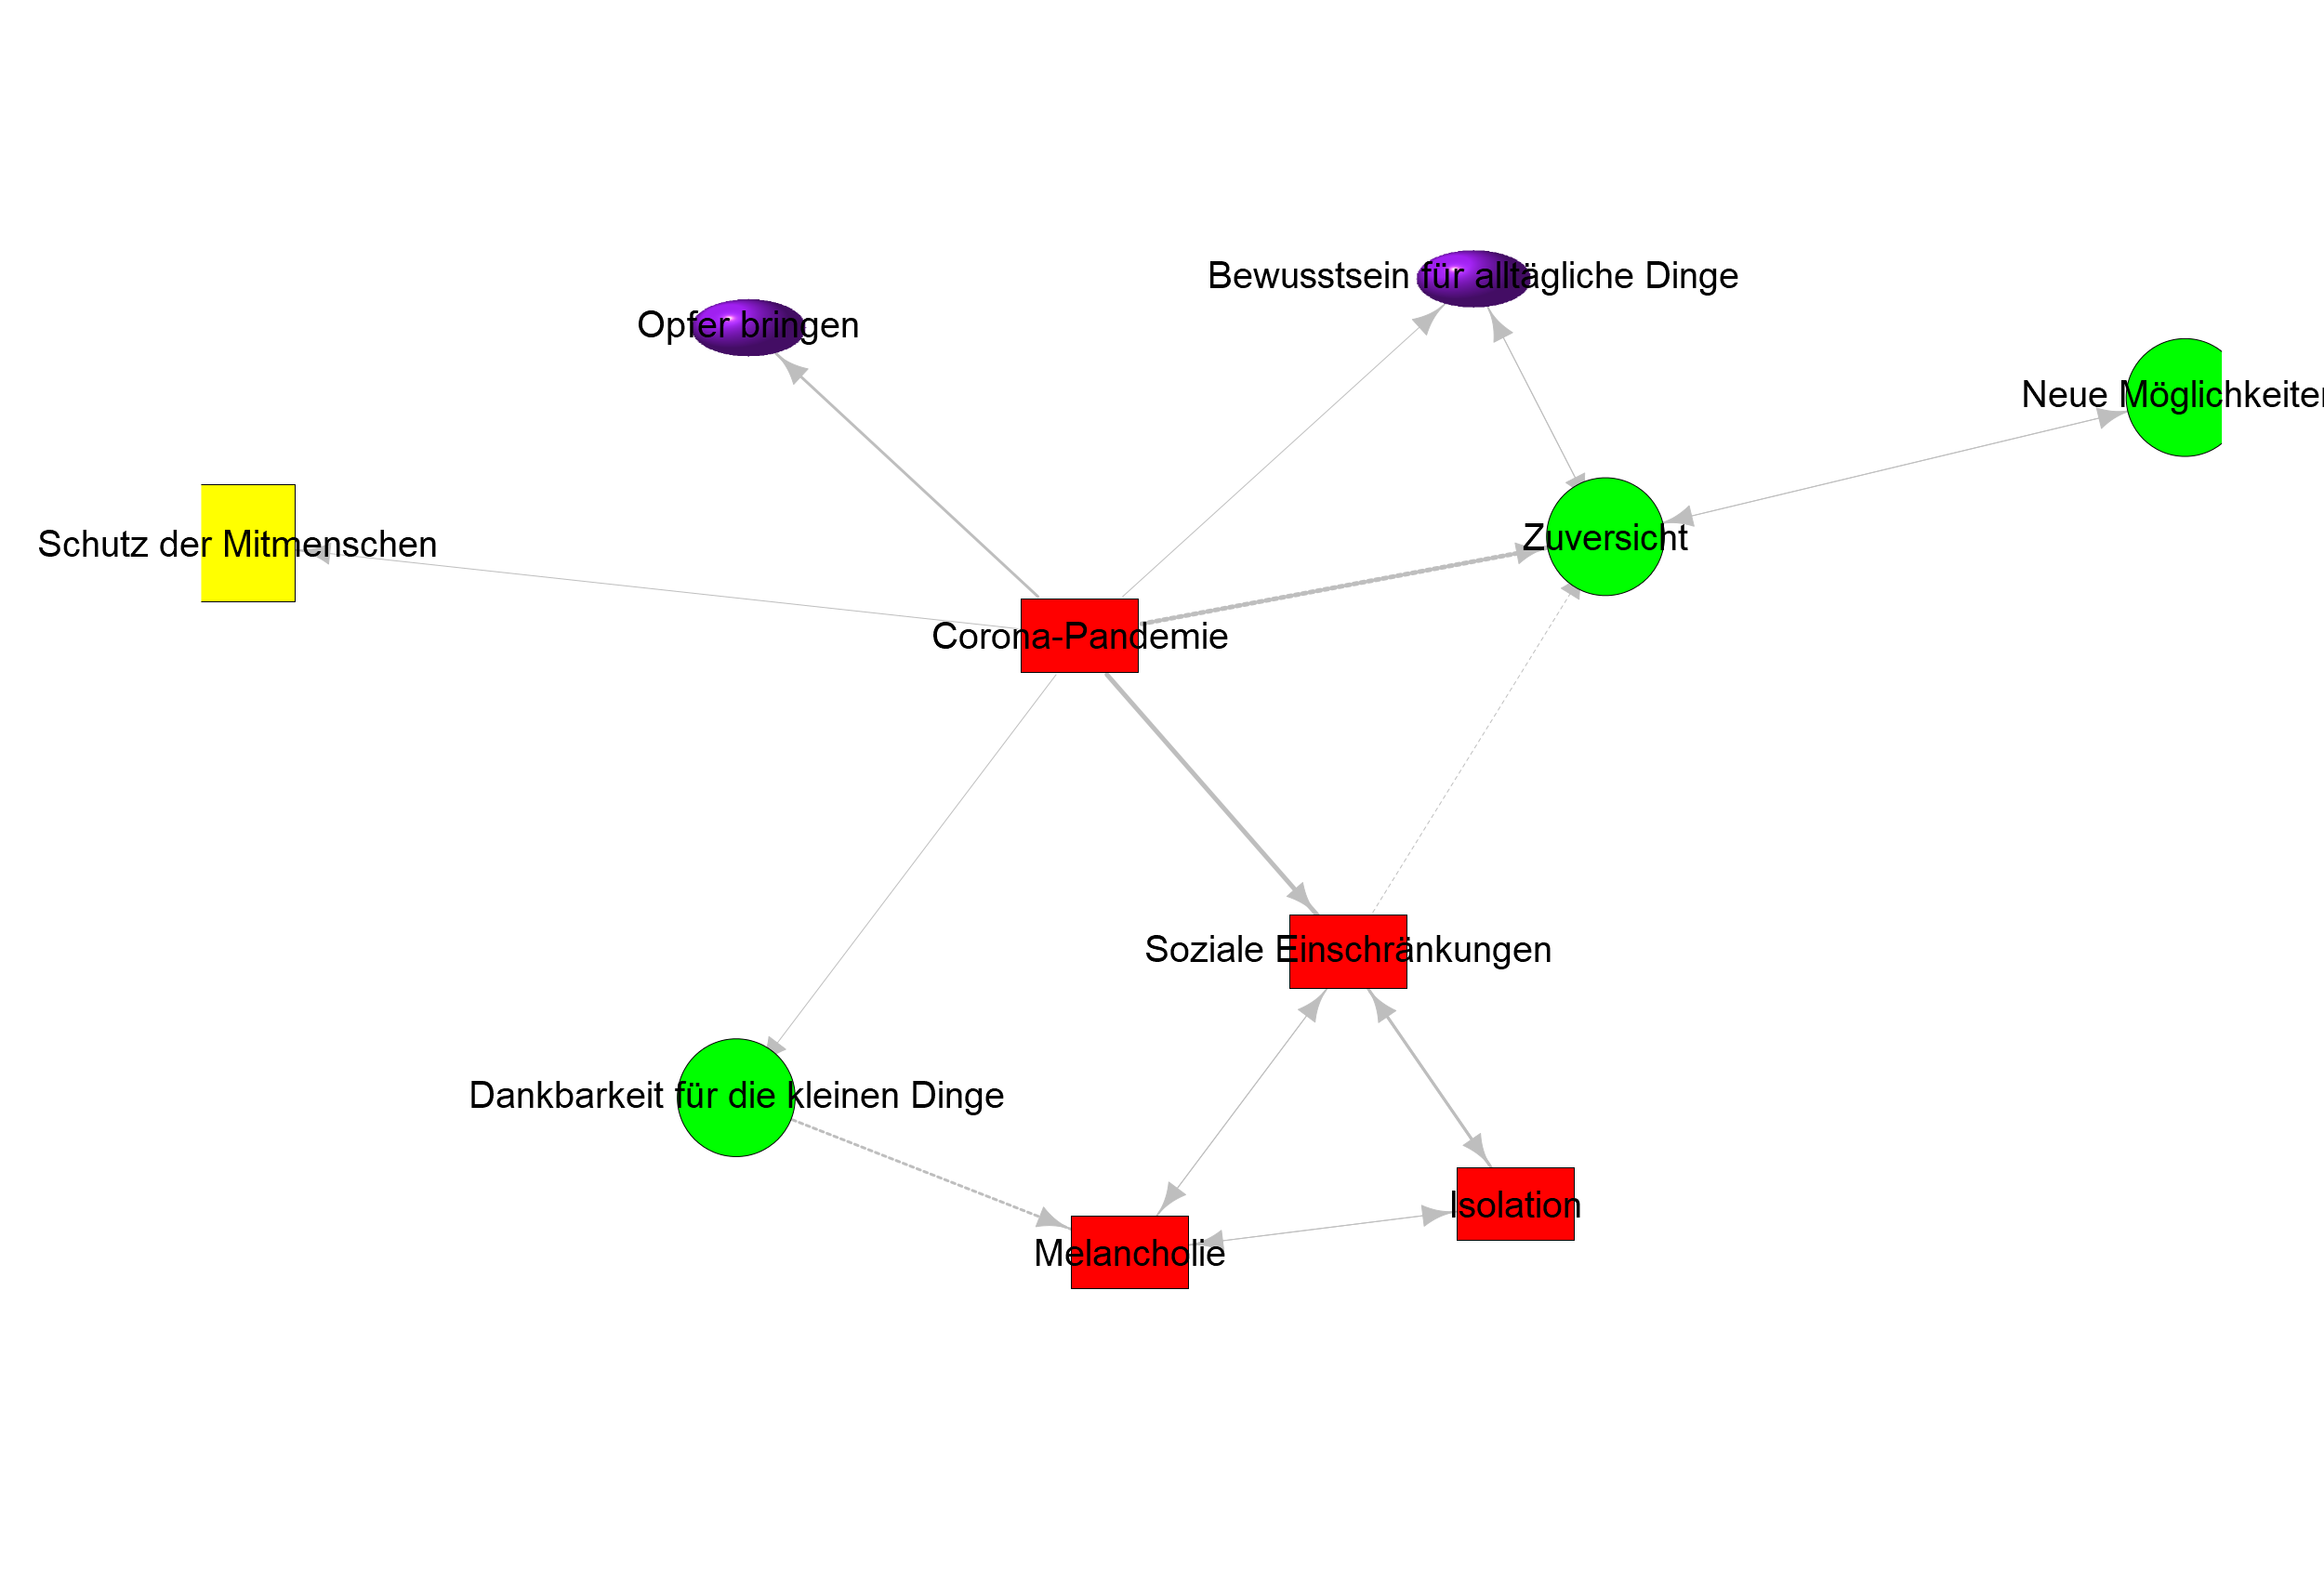 Bewusstsein für alltägliche Dinge
Opfer bringen
Neue Möglichkeiten
Zuversicht
Schutz der Mitmenschen
Corona-Pandemie
Soziale Einschränkungen
Dankbarkeit für die kleinen Dinge
Isolation
Melancholie